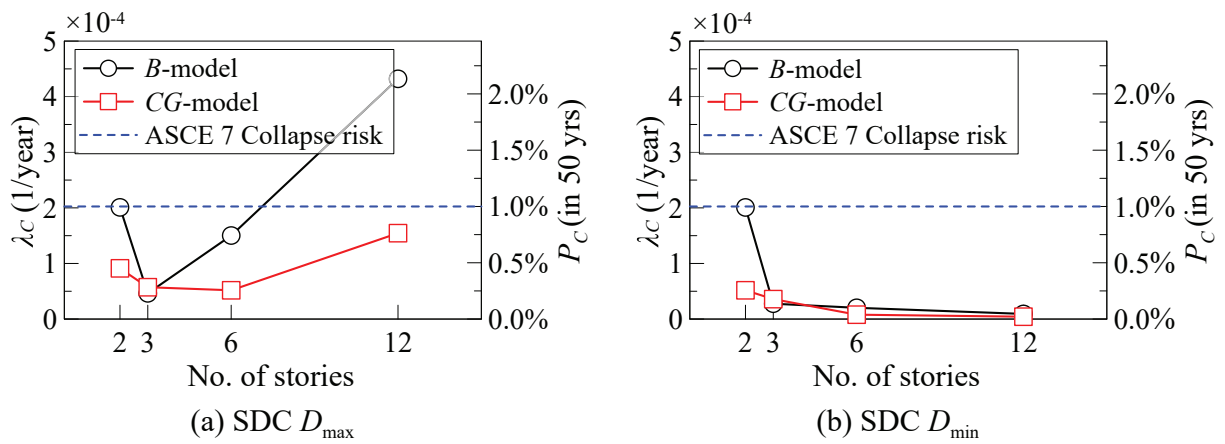 ×10⁻⁴
5
4
3
2
1
0
λC (1/year)
B-model
CG-model
ASCE 7 Collapse risk
2.0%
1.5%
1.0%
0.5%
0.0%
PC (in 50 yrs)
2 3 6 12
No. of stories
(a) SDC Dmax
×10⁻⁴
5
4
3
2
1
0
λC (1/year)
B-model
CG-model
ASCE 7 Collapse risk
2.0%
1.5%
1.0%
0.5%
0.0%
PC (in 50 yrs)
2 3 6 12
No. of stories
(b) SDC Dmin